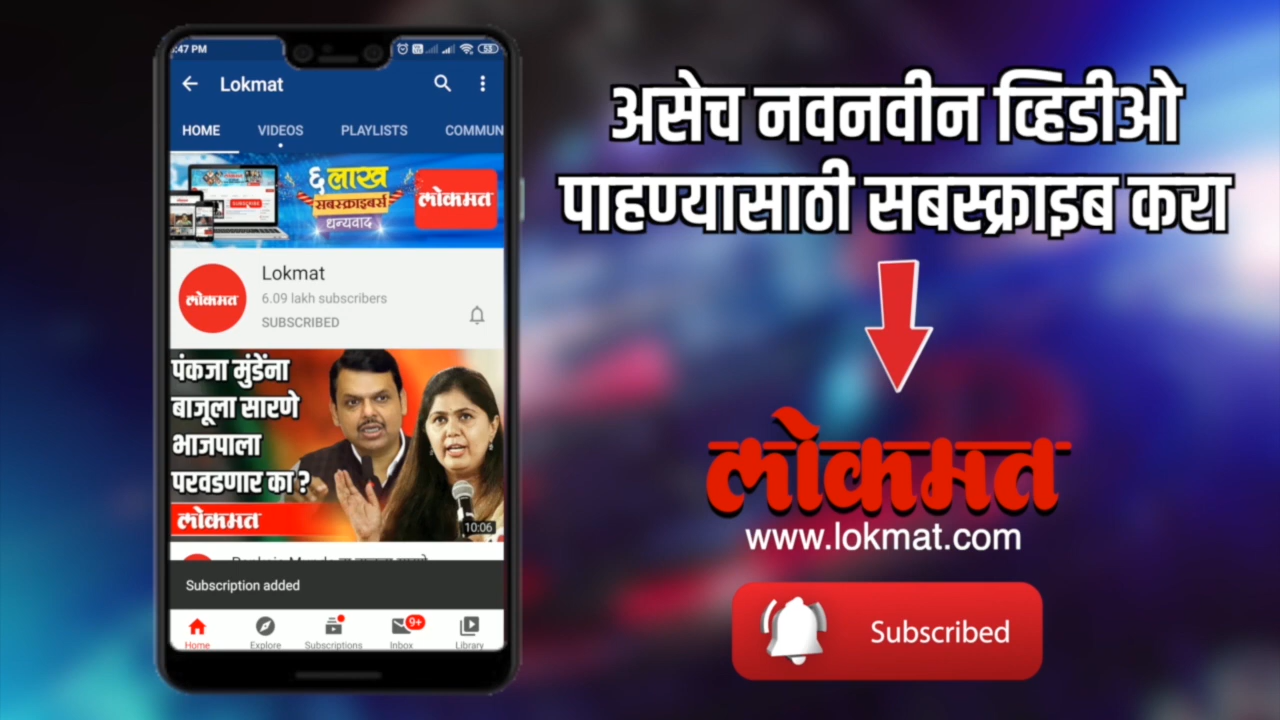 :47 PM
53
Lokmat
HOME VIDEOS PLAYLISTS COMMUN
६ लाख
सबस्क्राइबर्स
धन्यवाद
लोकमत
SUBSCRIBE
लोकमत
Lokmat
6.09 lakh subscribers
SUBSCRIBED
पंकजा मुंडेंना
बाजूला सारणे
भाजपाला
परवडणार का ?
लोकमत
10:06
Subscription added
9+
Home Explore Subscriptions Inbox Library
असेच नवनवीन व्हिडीओ
पाहण्यासाठी सबस्क्राइब करा
लोकमत
www.lokmat.com
Subscribed